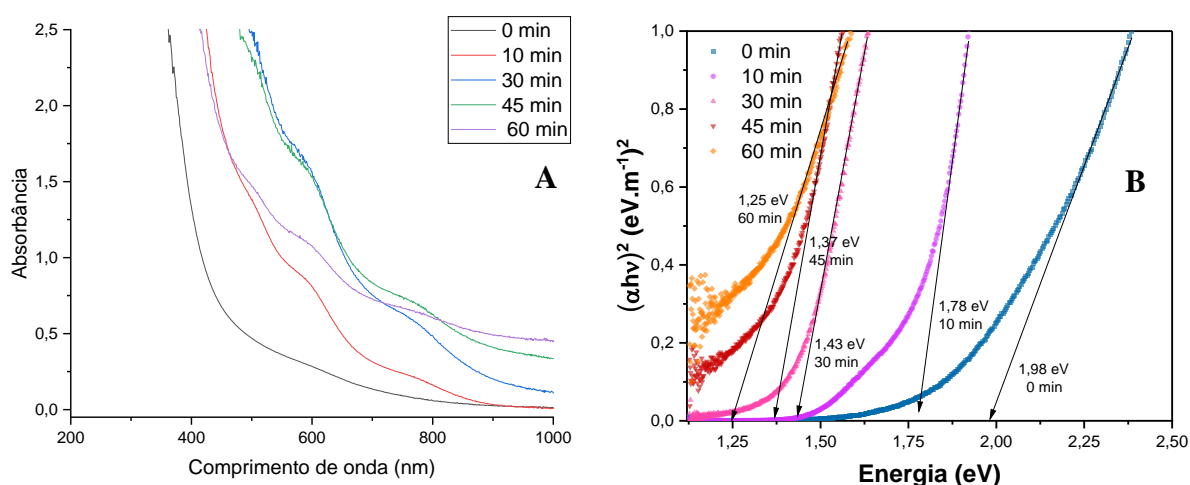 2,5
2,0
1,5
1,0
0,5
0,0
Absorbância
200
400
600
800
1000
Comprimento de onda (nm)
0 min
10 min
30 min
45 min
60 min
A
1,0
0,8
0,6
0,4
0,2
0,0
(αhν)² (eV.m⁻¹)²
1,25
1,50
1,75
2,00
2,25
2,50
Energia (eV)
0 min
10 min
30 min
45 min
60 min
B
1,25 eV
60 min
1,37 eV
45 min
1,43 eV
30 min
1,78 eV
10 min
1,98 eV
0 min